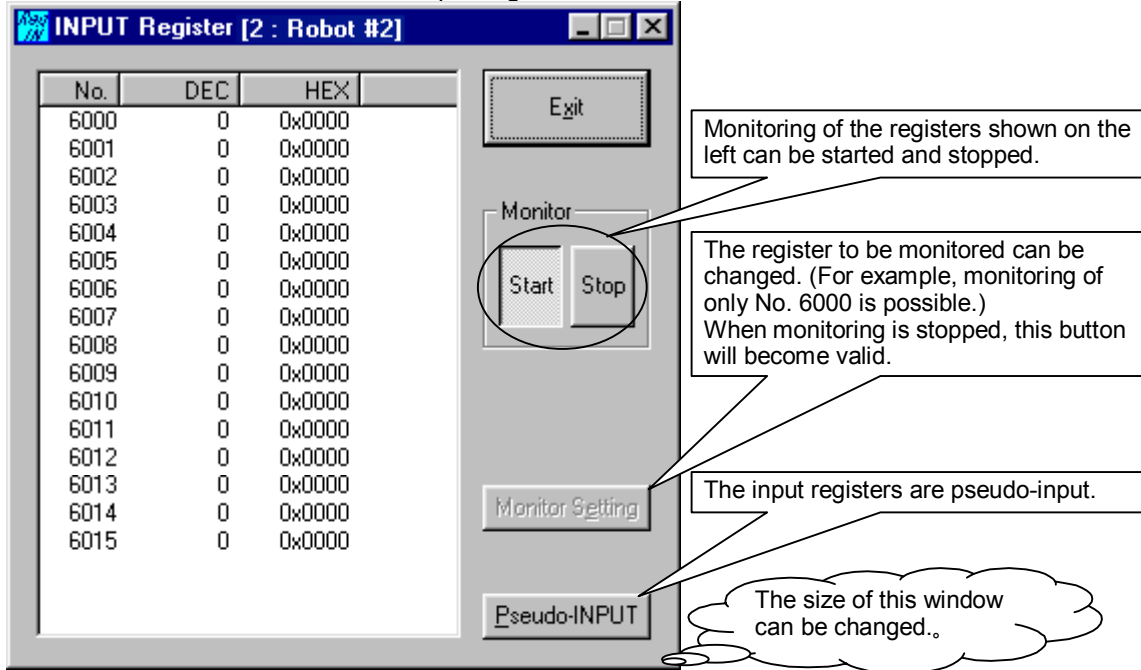 INPUT Register [2 : Robot #2]
No. DEC HEX
6000 0 0x0000
6001 0 0x0000
6002 0 0x0000
6003 0 0x0000
6004 0 0x0000
6005 0 0x0000
6006 0 0x0000
6007 0 0x0000
6008 0 0x0000
6009 0 0x0000
6010 0 0x0000
6011 0 0x0000
6012 0 0x0000
6013 0 0x0000
6014 0 0x0000
6015 0 0x0000
Exit
Monitor
Start Stop
Monitor Setting
Pseudo-INPUT
Monitoring of the registers shown on the
left can be started and stopped.
The register to be monitored can be
changed. (For example, monitoring of
only No. 6000 is possible.)
When monitoring is stopped, this button
will become valid.
The input registers are pseudo-input.
The size of this window
can be changed.。